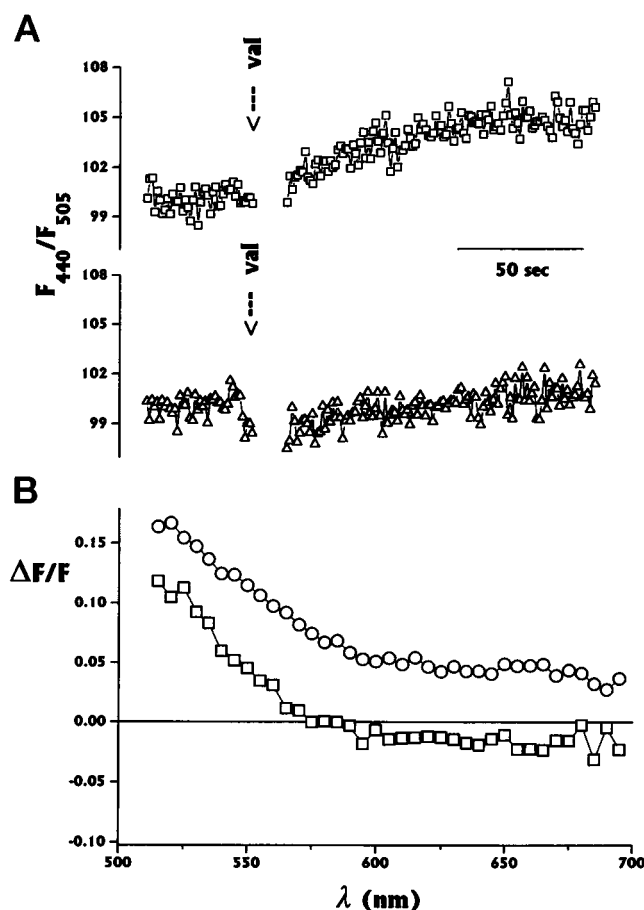 A
108
105
102
99
<--- val
50 sec
F440/F505
<--- val
108
105
102
99
B
ΔF/F
0.15
0.10
0.05
0.00
-0.05
-0.10
500 550 600 650 700
λ (nm)